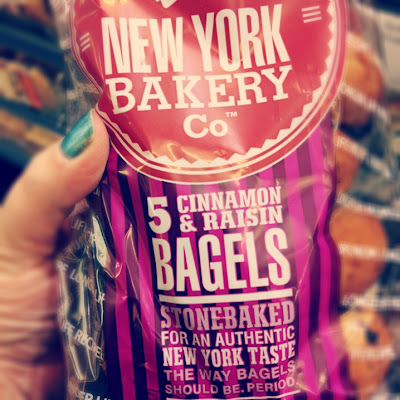 NEW YORK
BAKERY
Co™
5 CINNAMON
& RAISIN
BAGELS
STONEBAKED
FOR AN AUTHENTIC
NEW YORK TASTE
THE WAY BAGELS
SHOULD BE. PERIOD